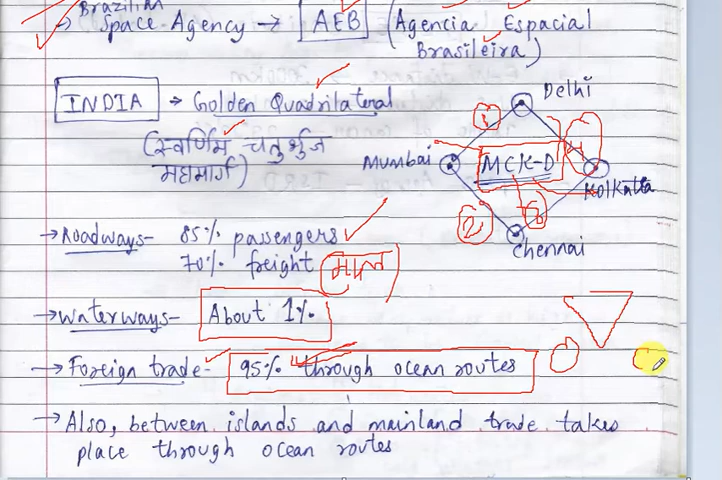 Brazilian
Space Agency → AEB (Agencia Espacial
Brasileira)
INDIA → Golden Quadrilateral
(स्वर्णिम चतुर्भुज
महामार्ग)
Delhi
Mumbai
MCK-D
Kolkatta
Chennai
1
2
3
4
→ Roadways - 85% passengers
70% freight माल
→ Waterways - About 1%
→ Foreign trade - 95% through ocean routes
→ Also, between islands and mainland trade takes
place through ocean routes